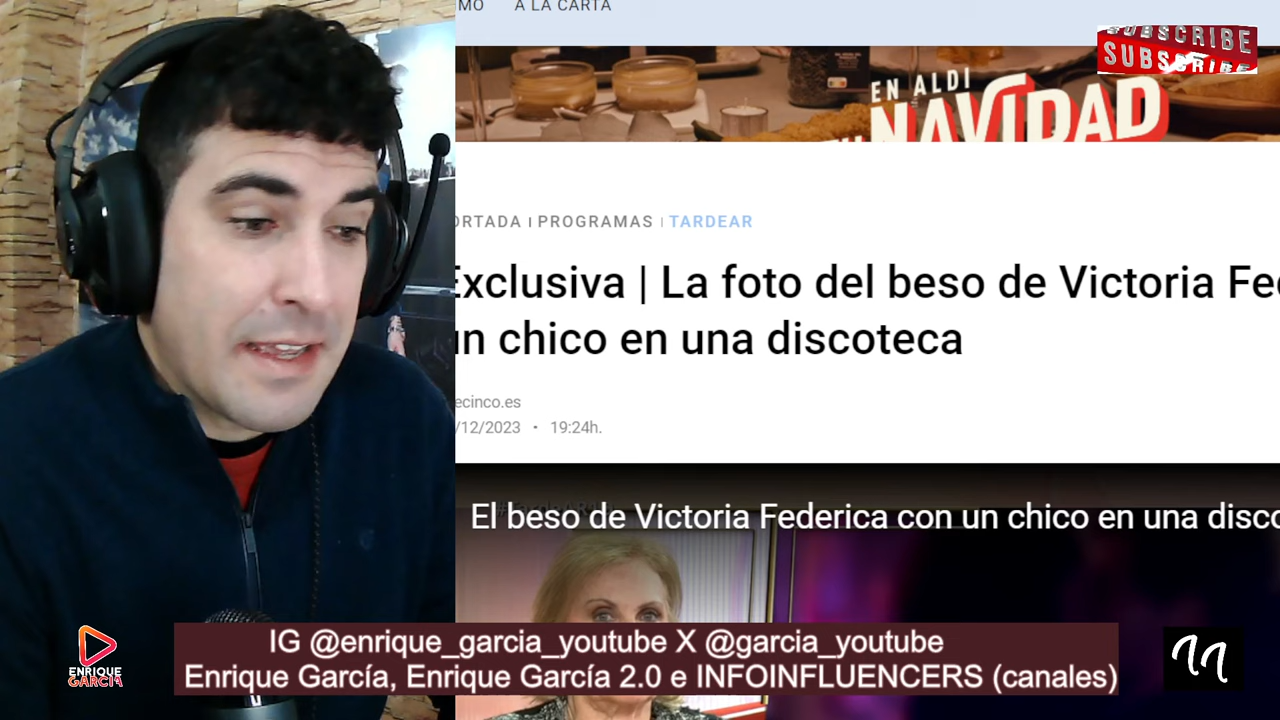 MO A LA CARTA
SUBSCRIBE
SUBSCRIBE
EN ALDI
NAVIDAD
ORTADA | PROGRAMAS | TARDEAR
Exclusiva | La foto del beso de Victoria Fe
un chico en una discoteca
ecinco.es
/12/2023 • 19:24h.
El beso de Victoria Federica con un chico en una disco
IG @enrique_garcia_youtube X @garcia_youtube
Enrique García, Enrique García 2.0 e INFOINFLUENCERS (canales)
ENRIQUE
GARCÍA